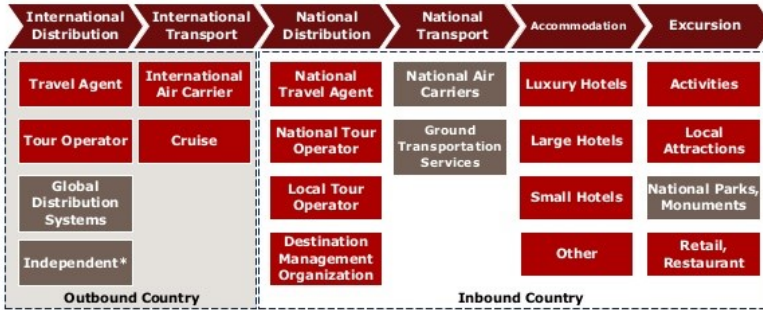 International
Distribution
International
Transport
National
Distribution
National
Transport
Accommodation
Excursion
Travel Agent
International
Air Carrier
National
Travel Agent
National Air
Carriers
Luxury Hotels
Activities
Tour Operator
Cruise
National Tour
Operator
Ground
Transportation
Services
Large Hotels
Local
Attractions
Global
Distribution
Systems
Local Tour
Operator
Small Hotels
National Parks,
Monuments
Independent*
Destination
Management
Organization
Other
Retail,
Restaurant
Outbound Country
Inbound Country